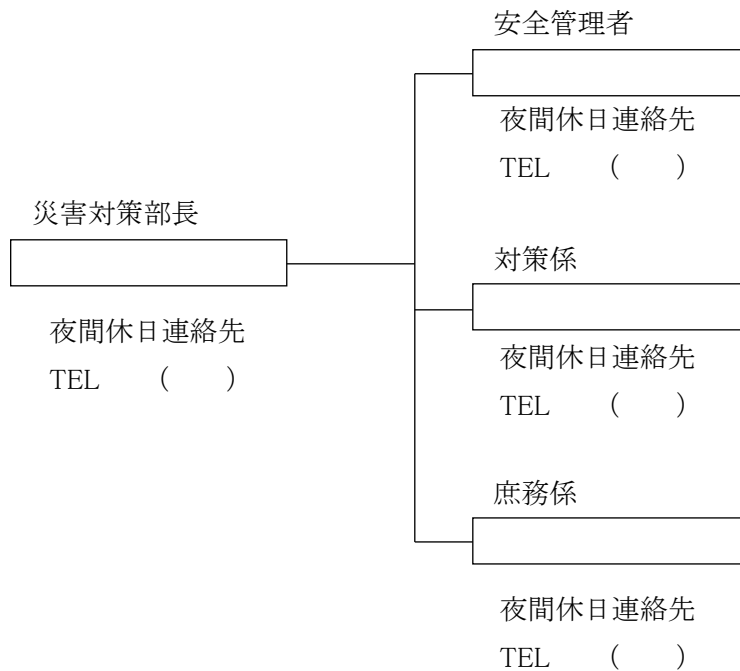 災害対策部長
夜間休日連絡先
TEL　　(　　)
安全管理者
夜間休日連絡先
TEL　　(　　)
対策係
夜間休日連絡先
TEL　　(　　)
庶務係
夜間休日連絡先
TEL　　(　　)